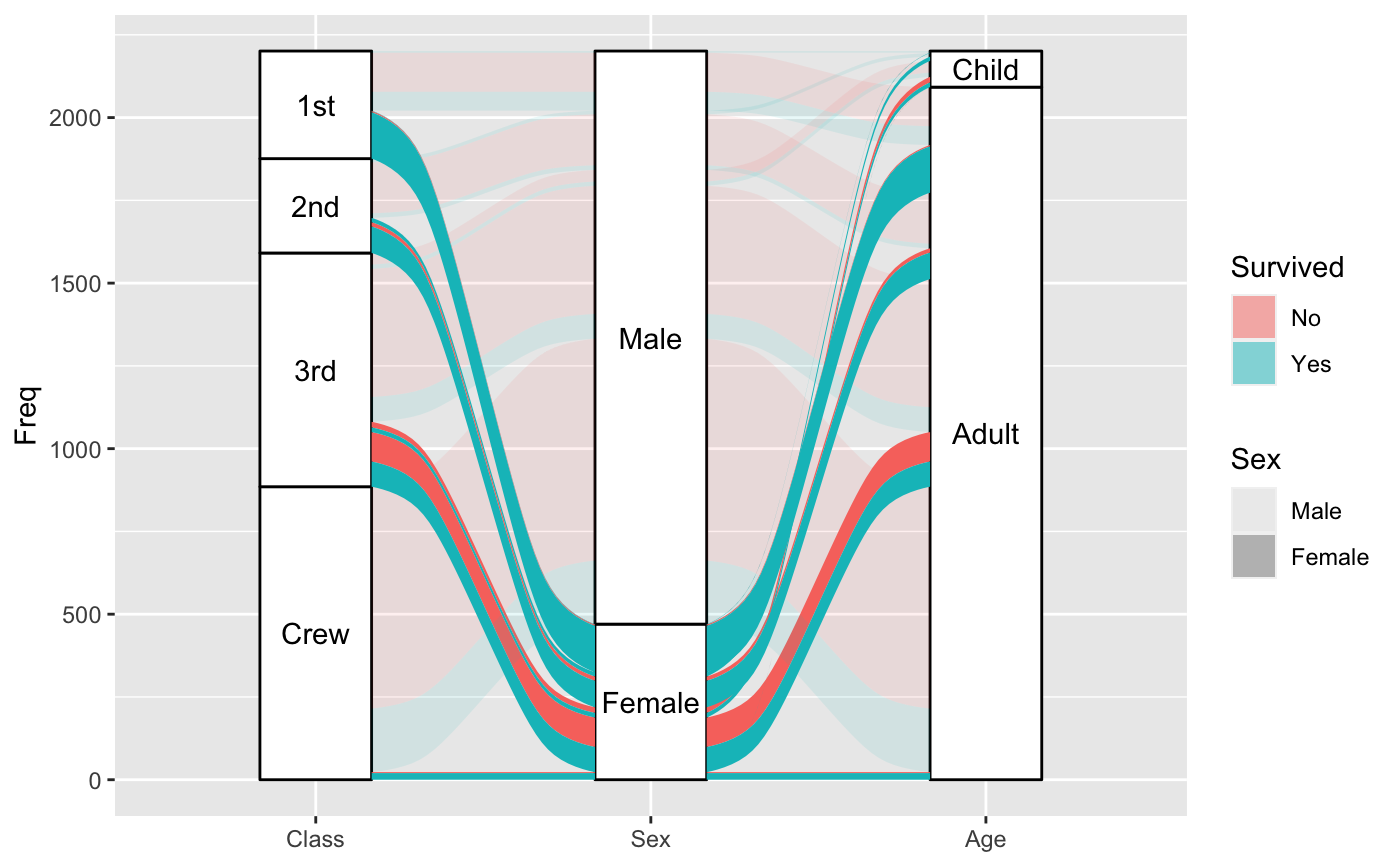 Freq
2000
1500
1000
500
0
1st
2nd
3rd
Crew
Male
Female
Child
Adult
Class
Sex
Age
Survived
No
Yes
Sex
Male
Female